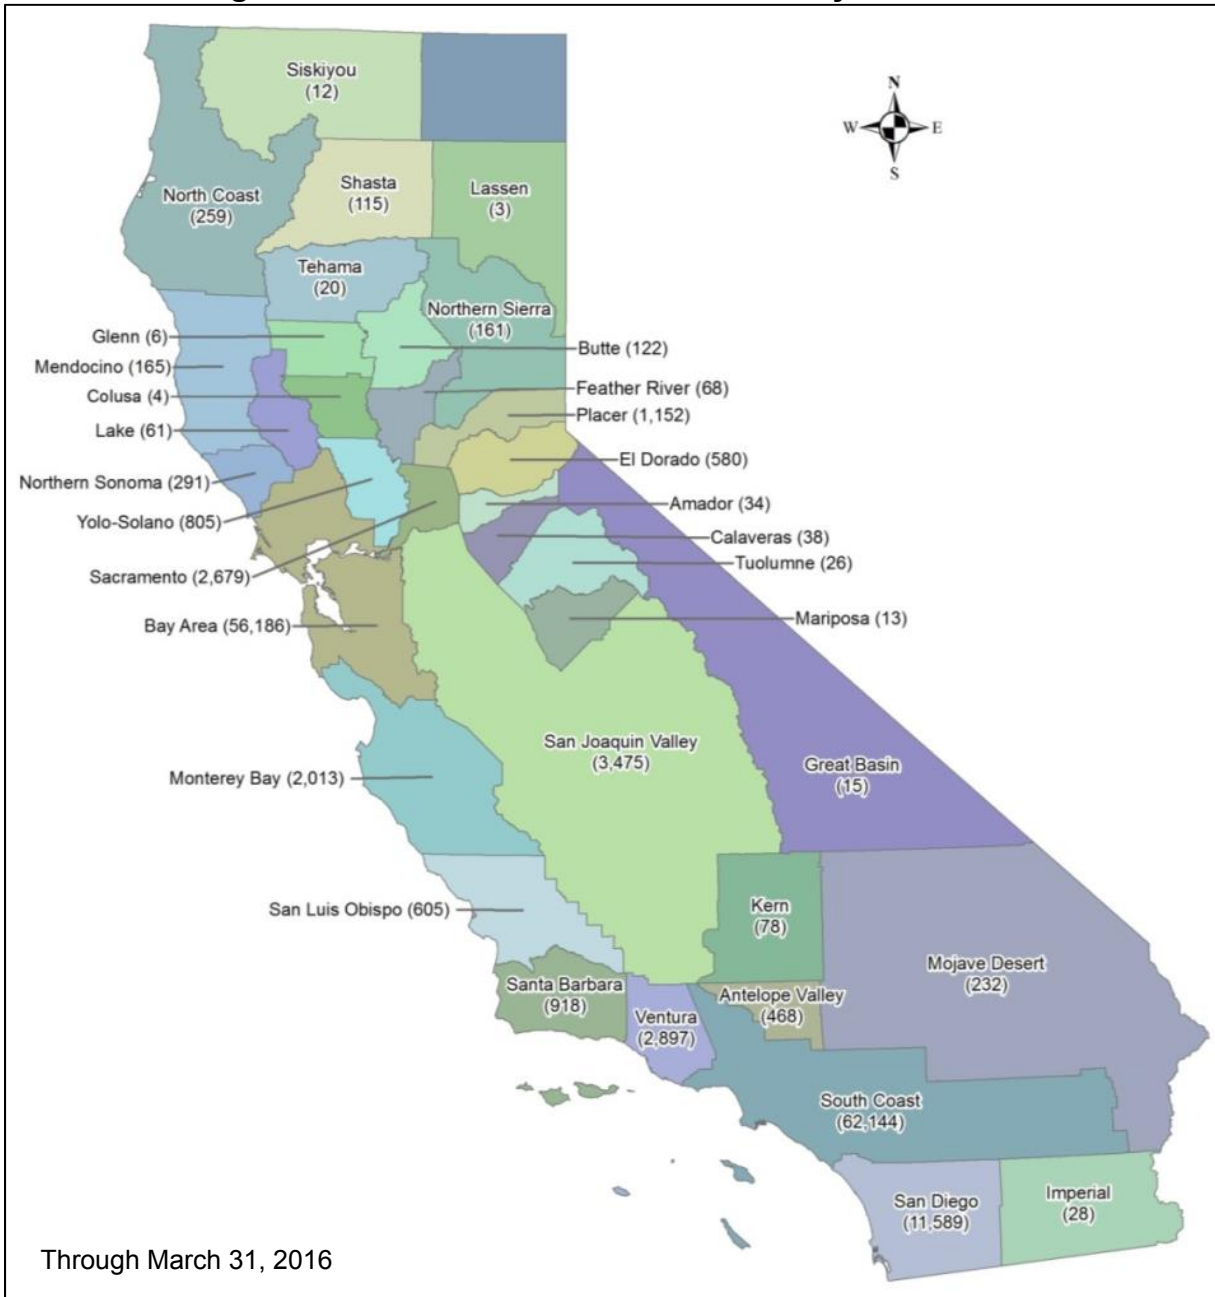 N
W E
S
Siskiyou
(12)
North Coast
(259)
Shasta
(115)
Lassen
(3)
Tehama
(20)
Northern Sierra
(161)
Glenn (6)
Butte (122)
Mendocino (165)
Feather River (68)
Colusa (4)
Placer (1,152)
Lake (61)
El Dorado (580)
Northern Sonoma (291)
Amador (34)
Yolo-Solano (805)
Calaveras (38)
Tuolumne (26)
Sacramento (2,679)
Mariposa (13)
Bay Area (56,186)
San Joaquin Valley
(3,475)
Great Basin
(15)
Monterey Bay (2,013)
San Luis Obispo (605)
Kern
(78)
Mojave Desert
(232)
Santa Barbara
(918)
Antelope Valley
(468)
Ventura
(2,897)
South Coast
(62,144)
San Diego
(11,589)
Imperial
(28)
Through March 31, 2016